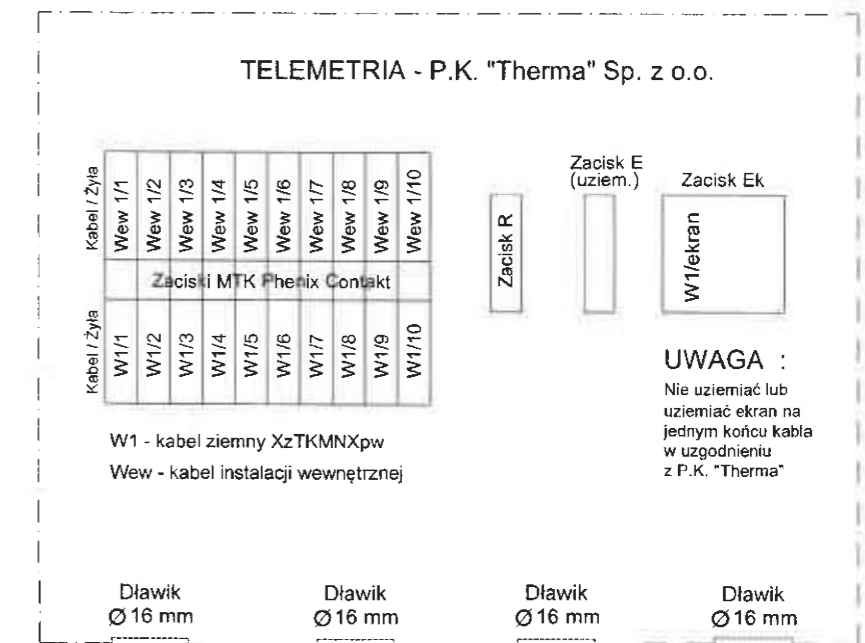 TELEMETRIA - P.K. "Therma" Sp. z o.o.
Kabel / Żyła
Wew 1/1
Wew 1/2
Wew 1/3
Wew 1/4
Wew 1/5
Wew 1/6
Wew 1/7
Wew 1/8
Wew 1/9
Wew 1/10
Zaciski MTK Phenix Contakt
Kabel / Żyła
W1/1
W1/2
W1/3
W1/4
W1/5
W1/6
W1/7
W1/8
W1/9
W1/10
Zacisk R
Zacisk E
(uziem.)
Zacisk Ek
W1/ekran
W1 - kabel ziemny XzTKMNXpw
Wew - kabel instalacji wewnętrznej
UWAGA :
Nie uziemiać lub
uziemiać ekran na
jednym końcu kabla
w uzgodnieniu
z P.K. "Therma"
Dławik
Ø 16 mm
Dławik
Ø 16 mm
Dławik
Ø 16 mm
Dławik
Ø 16 mm